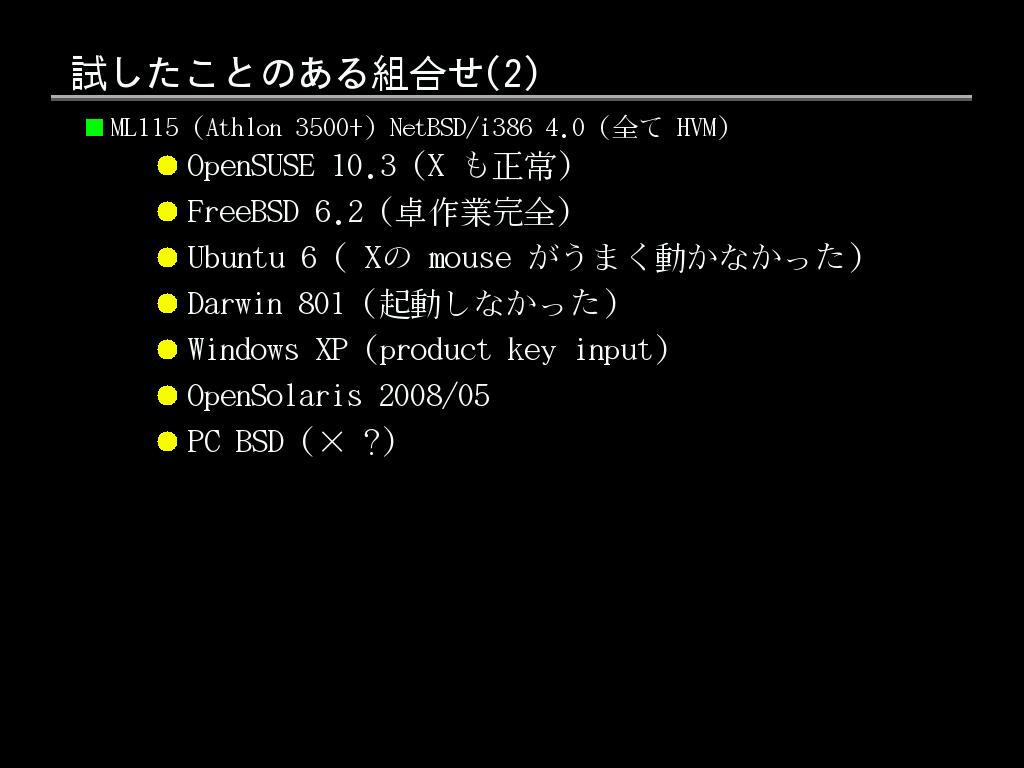 試したことのある組合せ(2)
ML115 (Athlon 3500+) NetBSD/i386 4.0 (全て HVM)
OpenSUSE 10.3 (X も正常)
FreeBSD 6.2 (卓作業完全)
Ubuntu 6 ( Xの mouse がうまく動かなかった)
Darwin 801 (起動しなかった)
Windows XP (product key input)
OpenSolaris 2008/05
PC BSD (× ?)